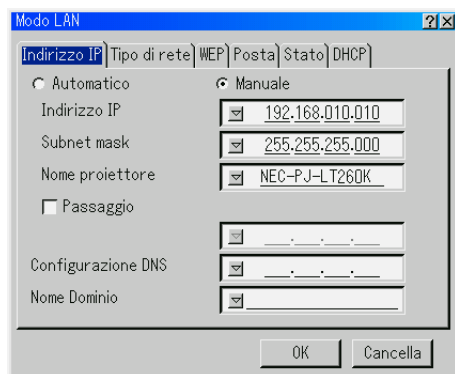 Modo LAN
Indirizzo IP Tipo di rete WEP Posta Stato DHCP
Automatico Manuale
Indirizzo IP 192.168.010.010
Subnet mask 255.255.255.000
Nome proiettore NEC-PJ-LT260K
Passaggio
Configurazione DNS
Nome Dominio
OK Cancella